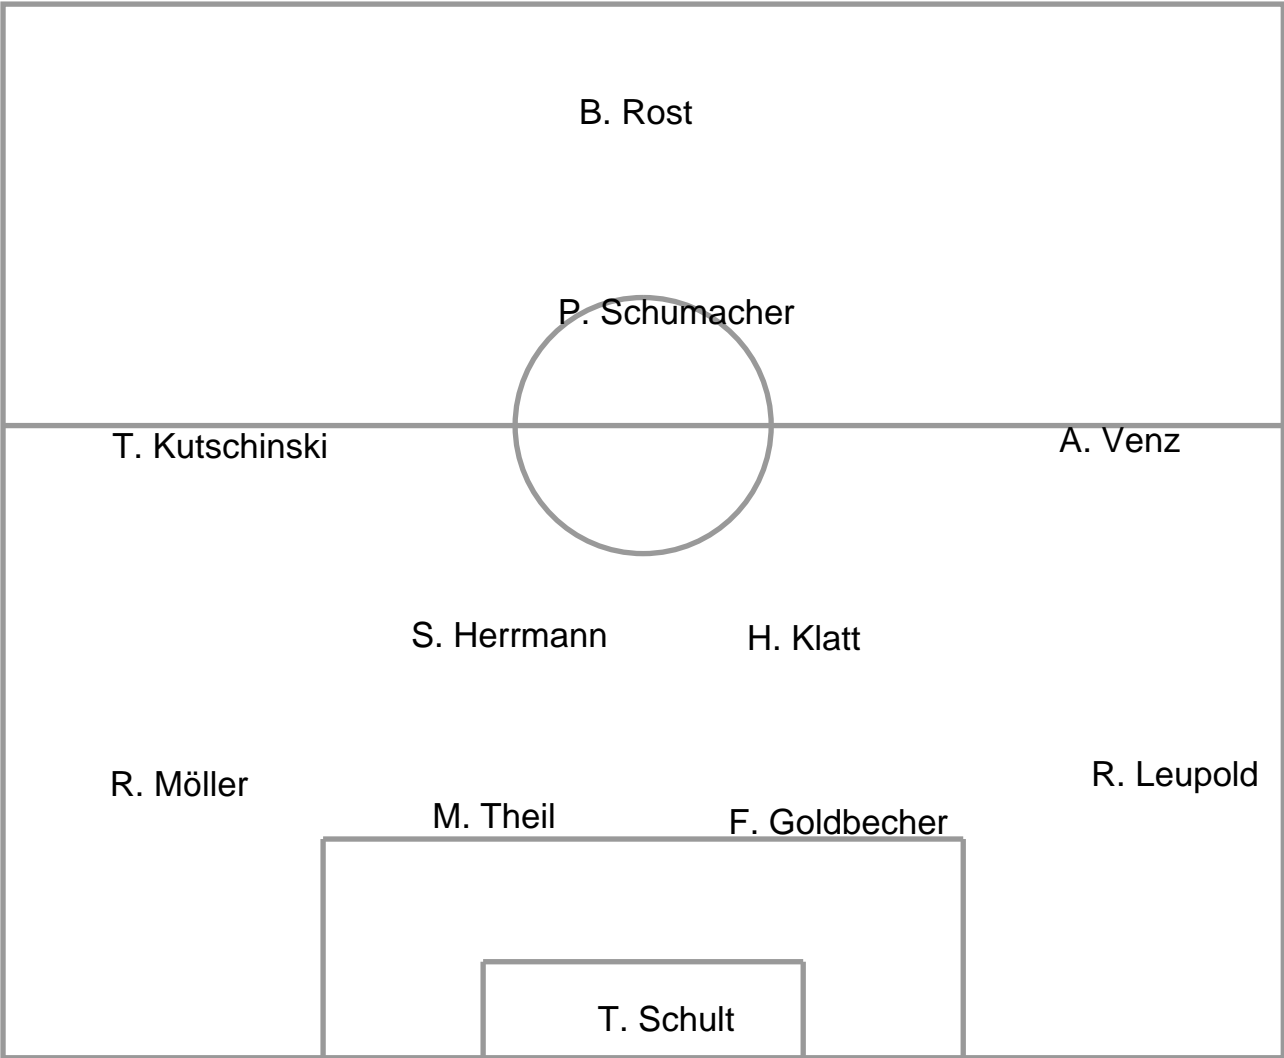 B. Rost
P. Schumacher
T. Kutschinski
A. Venz
S. Herrmann
H. Klatt
R. Möller
R. Leupold
M. Theil
F. Goldbecher
T. Schult